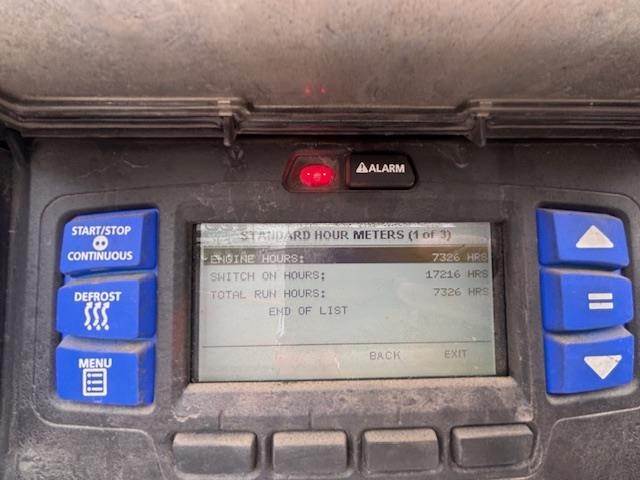 ALARM
START/STOP
CONTINUOUS
DEFROST
MENU
STANDARD HOUR METERS (1 of 3)
ENGINE HOURS: 7326 HRS
SWITCH ON HOURS: 17216 HRS
TOTAL RUN HOURS: 7326 HRS
END OF LIST
BACK EXIT